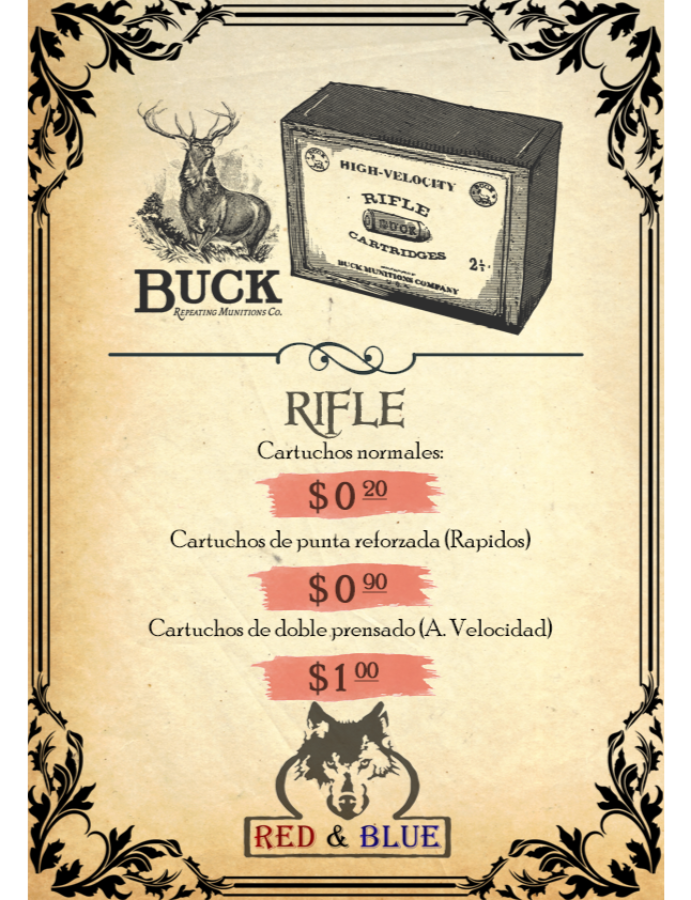 HIGH-VELOCITY
RIFLE
BUCK
CARTRIDGES
2½
BUCK MUNITIONS COMPANY
BUCK
REPEATING MUNITIONS CO.
RIFLE
Cartuchos normales:
$0 20
Cartuchos de punta reforzada (Rapidos)
$0 90
Cartuchos de doble prensado (A. Velocidad)
$1 00
RED & BLUE